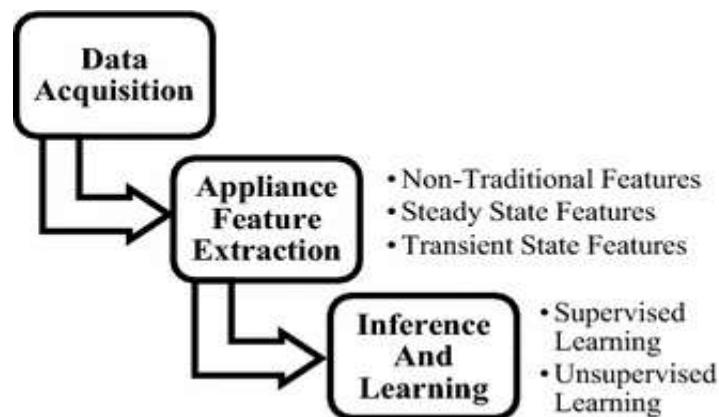 Data
Acquisition
Appliance
Feature
Extraction
• Non-Traditional Features
• Steady State Features
• Transient State Features
Inference
And
Learning
• Supervised
Learning
• Unsupervised
Learning